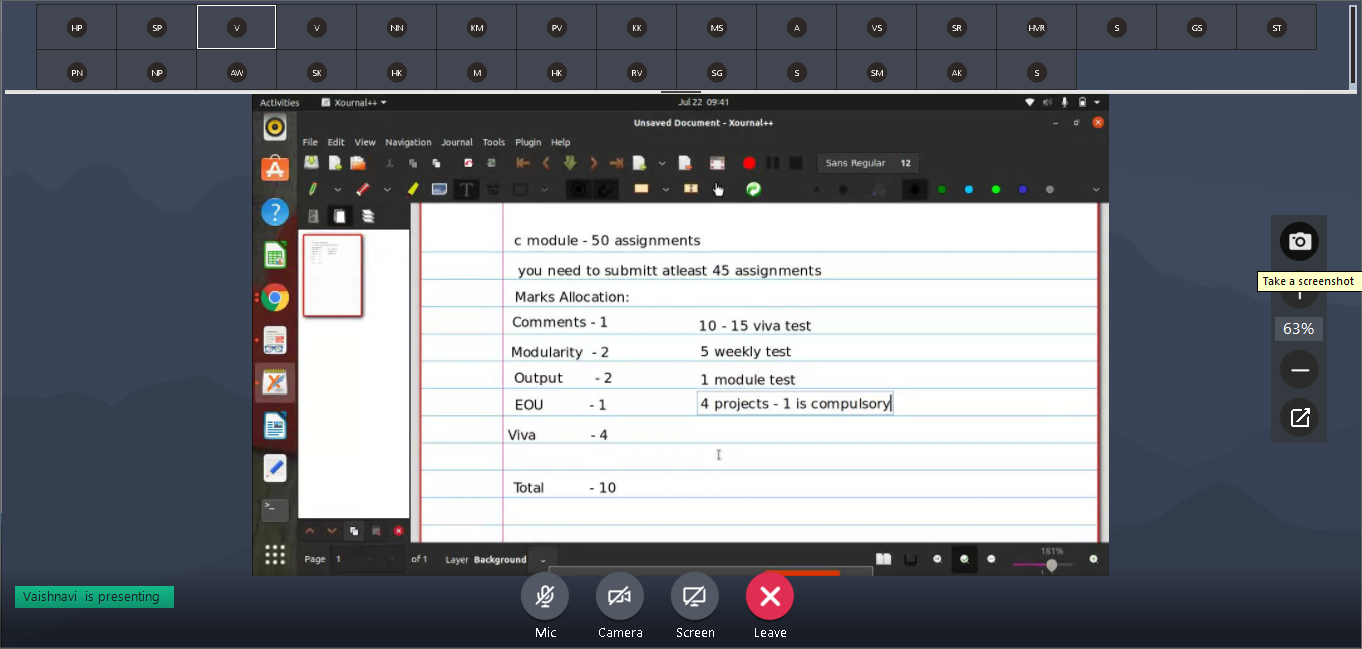 HP SP V V NN KM PV KK MS A VS SR HVR S GS ST
PN NP AW SK HK M HK RV SG S SM AK S
Activities Xournal++ Jul 22 09:41
Unsaved Document - Xournal++
File Edit View Navigation Journal Tools Plugin Help
Sans Regular 12
c module - 50 assignments
you need to submitt atleast 45 assignments
Marks Allocation:
Comments - 1
Modularity - 2
Output - 2
EOU - 1
Viva - 4
Total - 10
10 - 15 viva test
5 weekly test
1 module test
4 projects - 1 is compulsory
Page 1 of 1 Layer Background 181%
Take a screenshot
63%
Vaishnavi is presenting
Mic Camera Screen Leave